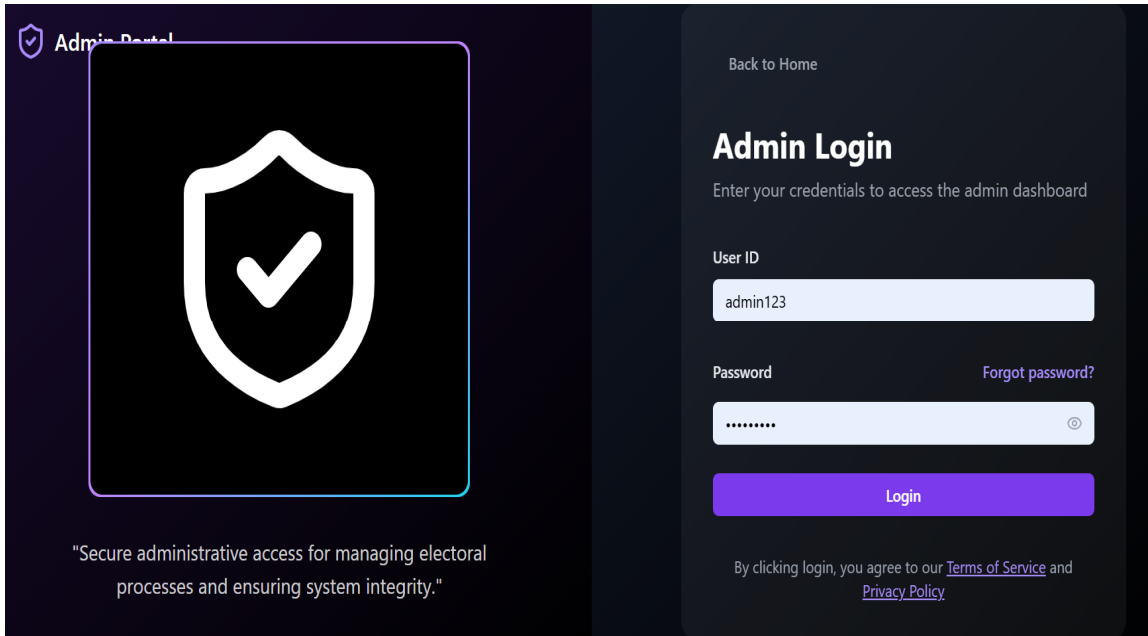 Admin Portal
Back to Home
Admin Login
Enter your credentials to access the admin dashboard
User ID
admin123
Password
Forgot password?
•••••••••
Login
"Secure administrative access for managing electoral
processes and ensuring system integrity."
By clicking login, you agree to our Terms of Service and
Privacy Policy